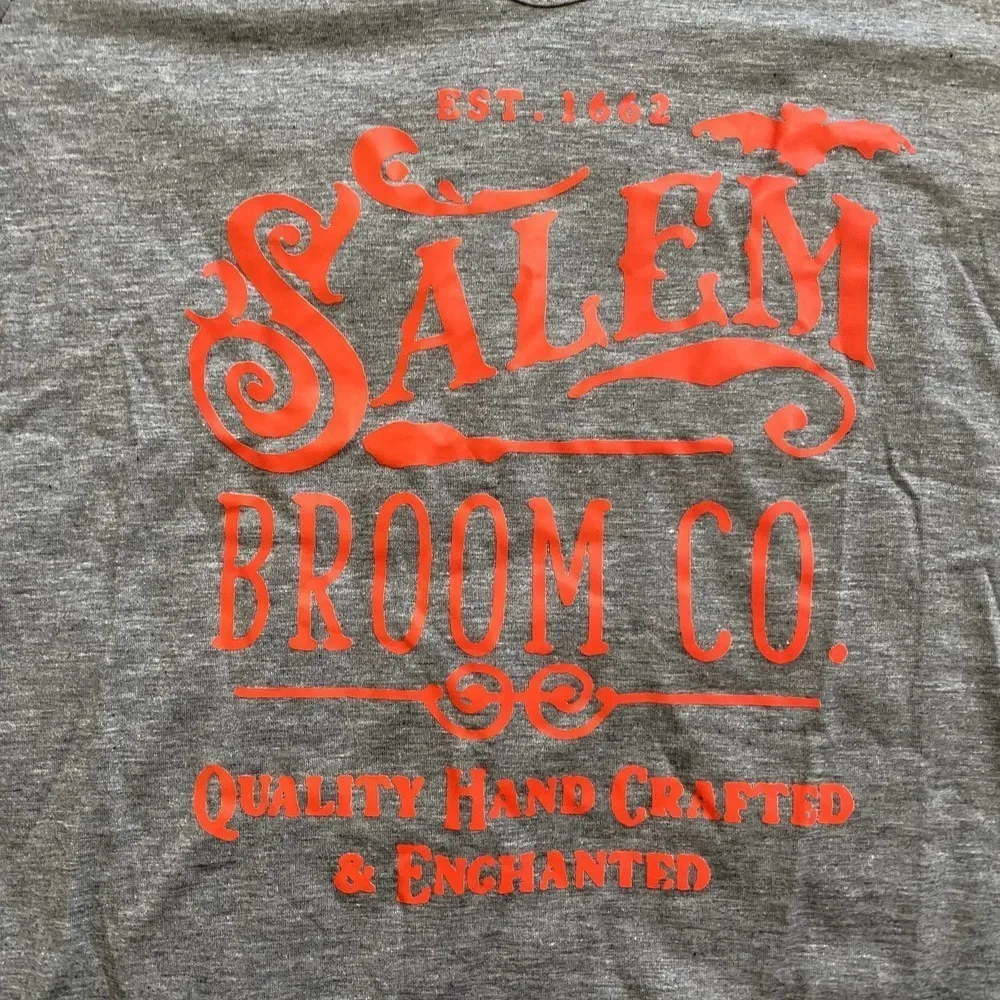 EST. 1662
SALEM
BROOM CO.
QUALITY HAND CRAFTED
& ENCHANTED